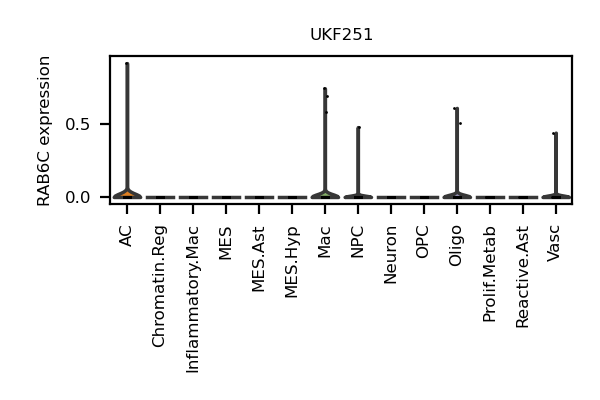 UKF251
RAB6C expression
0.5
0.0
AC
Chromatin.Reg
Inflammatory.Mac
MES
MES.Ast
MES.Hyp
Mac
NPC
Neuron
OPC
Oligo
Prolif.Metab
Reactive.Ast
Vasc